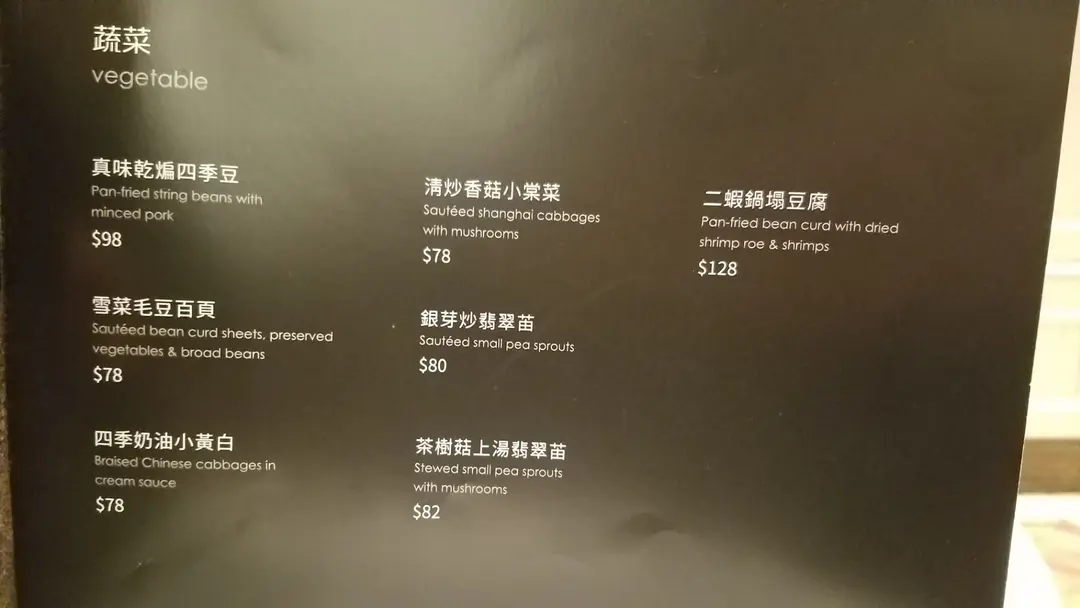 蔬菜
vegetable
真味乾煸四季豆
Pan-fried string beans with
minced pork
$98
雪菜毛豆百頁
Sautéed bean curd sheets, preserved
vegetables & broad beans
$78
四季奶油小黃白
Braised Chinese cabbages in
cream sauce
$78
清炒香菇小棠菜
Sautéed shanghai cabbages
with mushrooms
$78
銀芽炒翡翠苗
Sautéed small pea sprouts
$80
茶樹菇上湯翡翠苗
Stewed small pea sprouts
with mushrooms
$82
二蝦鍋塌豆腐
Pan-fried bean curd with dried
shrimp roe & shrimps
$128